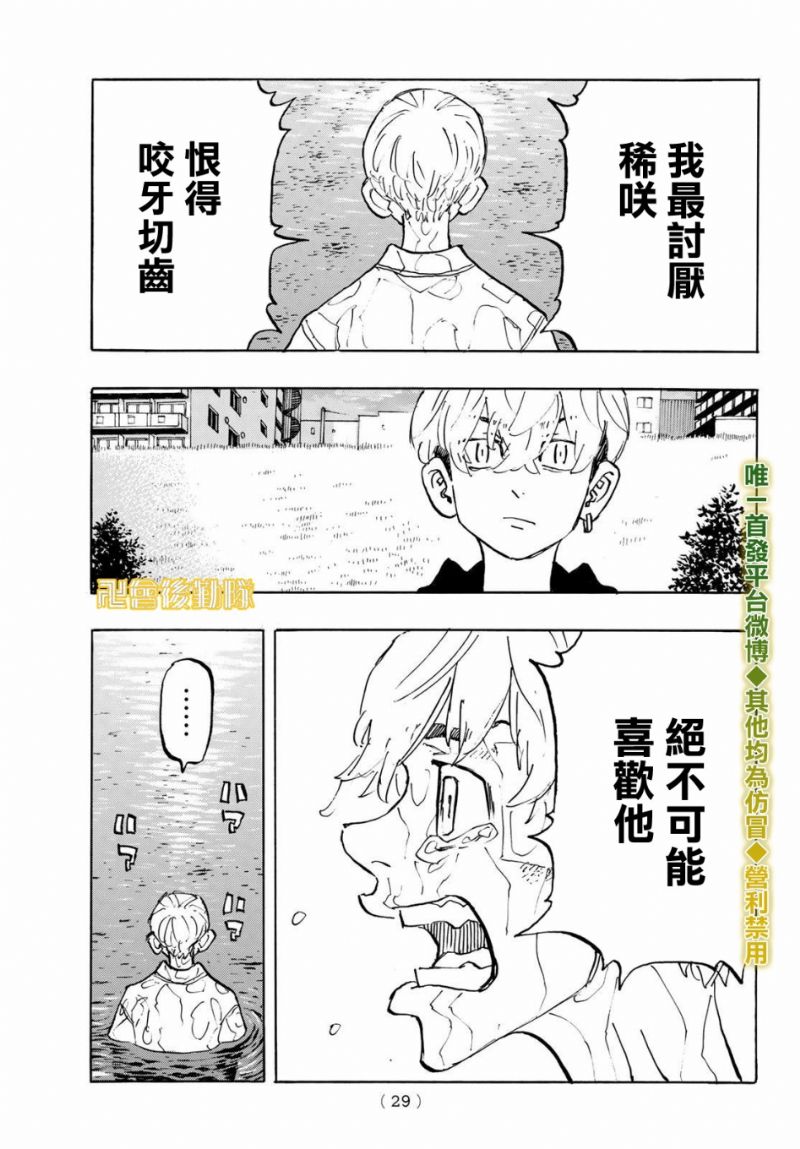 我最討厭
稀咲
恨得
咬牙切齒
卍會後勤隊
絕不可能
喜歡他
……
ハァ
ハァ
ハァ
唯一首發平台微博◆其他均為仿冒◆營利禁用
（29）